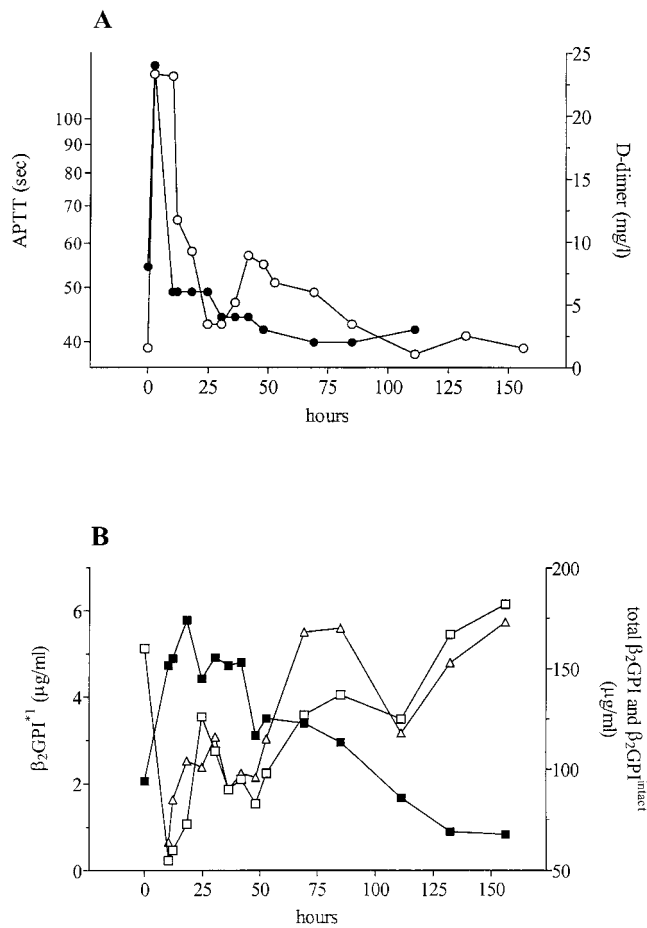 A
100
90
80
70
60
50
40
APTT (sec)
25
20
15
10
5
0
D-dimer (mg/l)
0 25 50 75 100 125 150
hours
B
6
4
2
0
β₂GPI*¹ (μg/ml)
200
150
100
50
total β₂GPI and β₂GPIⁱⁿᵗᵃᶜᵗ
(μg/ml)
0 25 50 75 100 125 150
hours